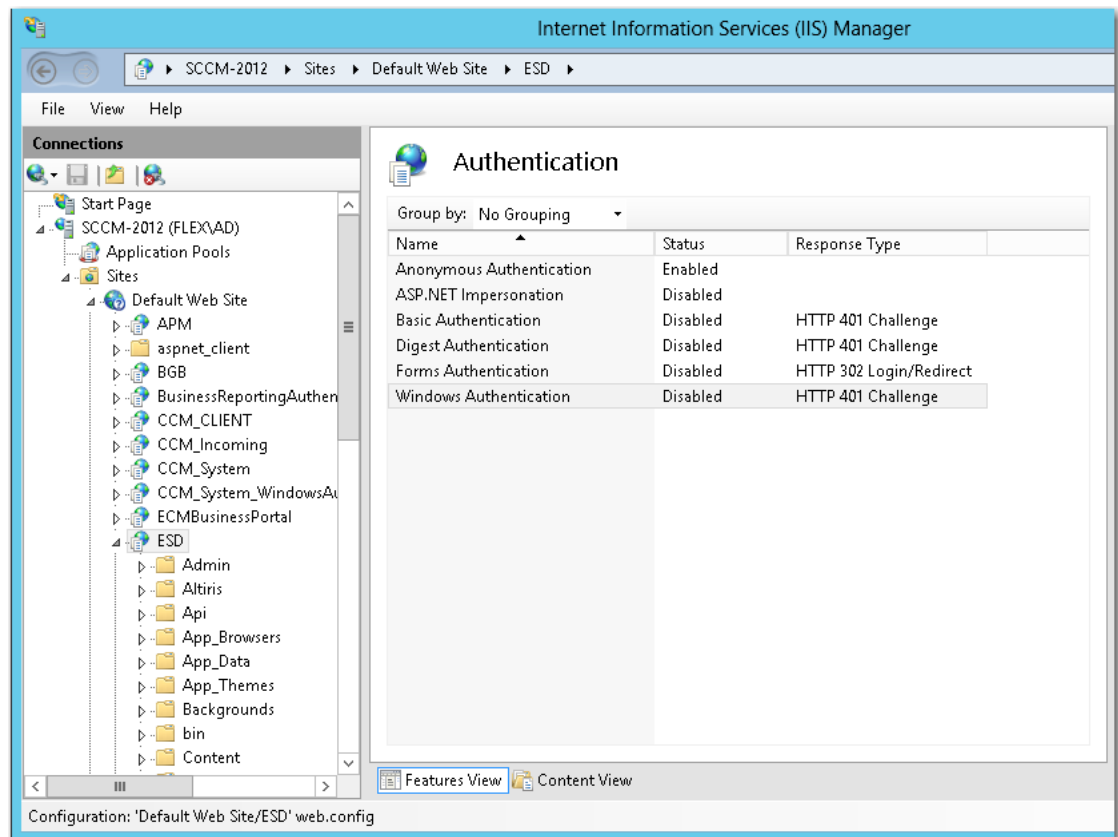 Internet Information Services (IIS) Manager
SCCM-2012 Sites Default Web Site ESD
File View Help
Connections
Start Page
SCCM-2012 (FLEX\AD)
Application Pools
Sites
Default Web Site
APM
aspnet_client
BGB
BusinessReportingAuthen
CCM_CLIENT
CCM_Incoming
CCM_System
CCM_System_WindowsAu
ECMBusinessPortal
ESD
Admin
Altiris
Api
App_Browsers
App_Data
App_Themes
Backgrounds
bin
Content
Authentication
Group by: No Grouping
Name Status Response Type
Anonymous Authentication Enabled
ASP.NET Impersonation Disabled
Basic Authentication Disabled HTTP 401 Challenge
Digest Authentication Disabled HTTP 401 Challenge
Forms Authentication Disabled HTTP 302 Login/Redirect
Windows Authentication Disabled HTTP 401 Challenge
Features View Content View
Configuration: 'Default Web Site/ESD' web.config